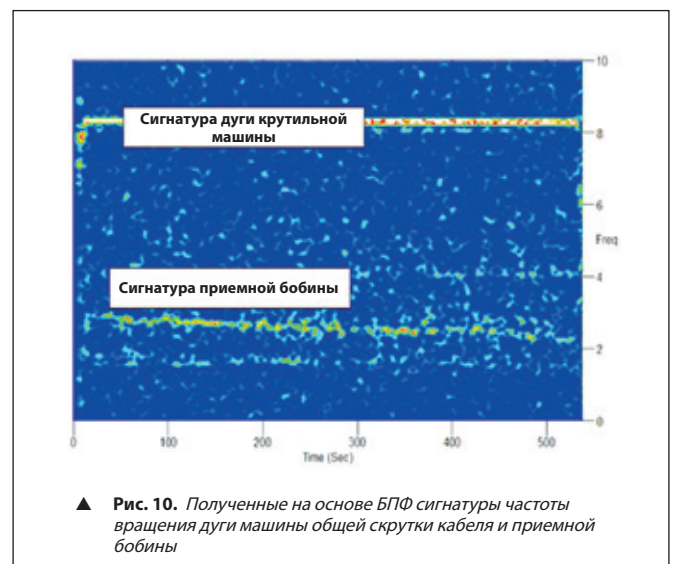 10
Сигнатура дуги крутильной
машины
8
6
Freq
Сигнатура приемной бобины
4
2
0
0 100 200 300 400 500
Time (Sec)
▲ Рис. 10. Полученные на основе БПФ сигнатуры частоты
вращения дуги машины общей скрутки кабеля и приемной
бобины